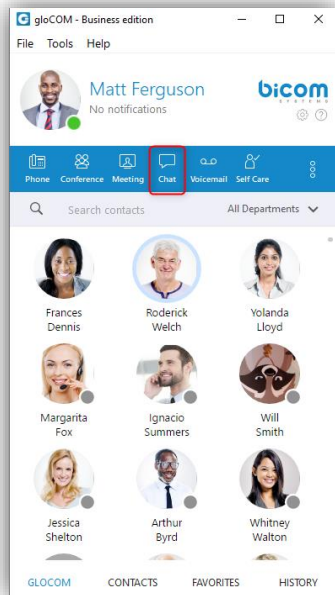 gloCOM - Business edition
File Tools Help
Matt Ferguson
No notifications
bicom
SYSTEMS
Phone Conference Meeting Chat Voicemail Self Care
Search contacts All Departments
Frances Dennis
Roderick Welch
Yolanda Lloyd
Margarita Fox
Ignacio Summers
Will Smith
Jessica Shelton
Arthur Byrd
Whitney Walton
GLOCOM CONTACTS FAVORITES HISTORY